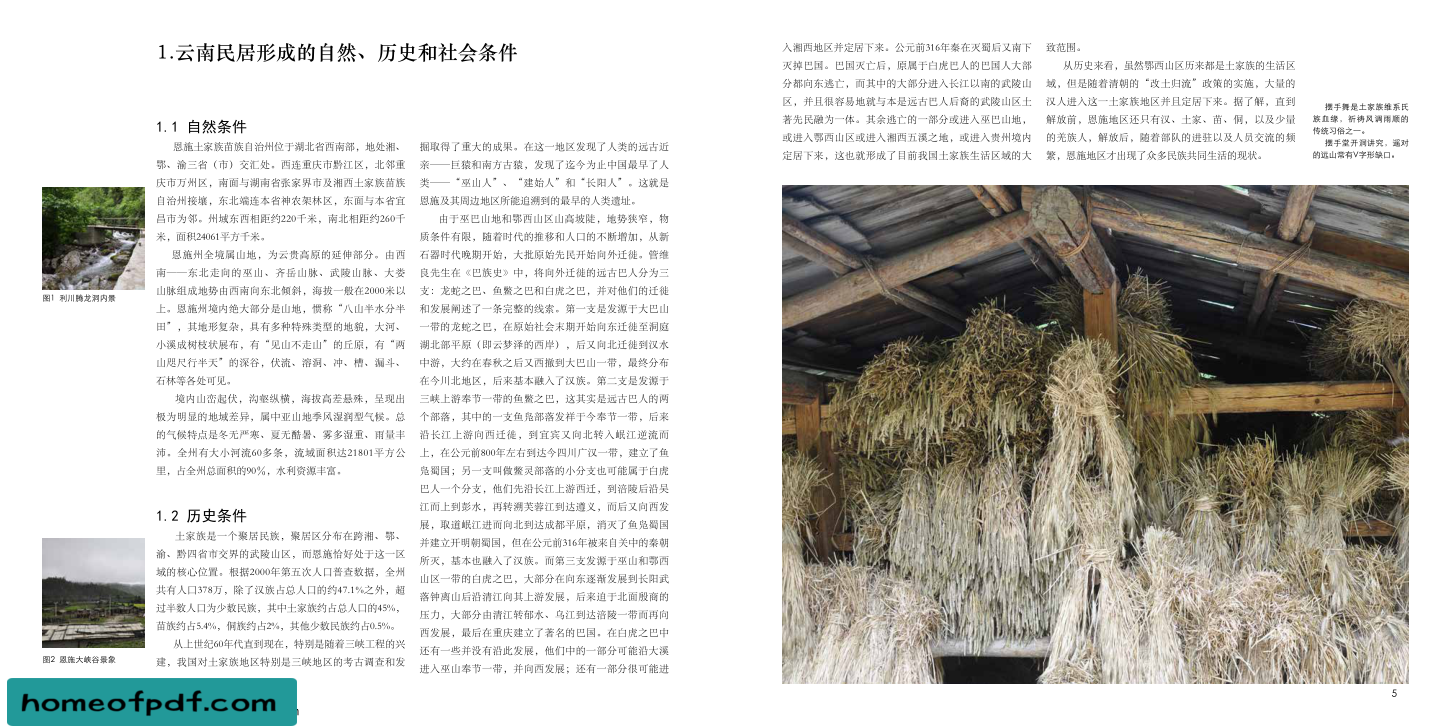 1.云南民居形成的自然、历史和社会条件
1.1 自然条件
恩施土家族苗族自治州位于湖北省西南部，地处湘、
鄂、渝三省（市）交汇处。西连重庆市黔江区，北邻重
庆市万州区，南面与湖南省张家界市及湘西土家族苗族
自治州接壤，东北端连本省神农架林区，东面与本省宜
昌市为邻。州域东西相距约220千米，南北相距约260千
米，面积24061平方千米。
恩施州全境属山地，为云贵高原的延伸部分。由西
南——东北走向的巫山、齐岳山脉、武陵山脉、大娄
山脉组成地势由西南向东北倾斜，海拔一般在2000米以
上。恩施州境内绝大部分是山地，惯称“八山半水分半
田”，其地形复杂，具有多种特殊类型的地貌，大河、
小溪成树枝状展布，有“见山不走山”的丘原，有“两
山咫尺行半天”的深谷，伏流、溶洞、冲、槽、漏斗、
石林等各处可见。
境内山峦起伏，沟壑纵横，海拔高差悬殊，呈现出
极为明显的地域差异，属中亚山地季风湿润型气候。总
的气候特点是冬无严寒、夏无酷暑、雾多湿重、雨量丰
沛。全州有大小河流60多条，流域面积达21801平方公
里，占全州总面积的90%，水利资源丰富。
1.2 历史条件
土家族是一个聚居民族，聚居区分布在跨湘、鄂、
渝、黔四省市交界的武陵山区，而恩施恰好处于这一区
域的核心位置。根据2000年第五次人口普查数据，全州
共有人口378万，除了汉族占总人口的约47.1%之外，超
过半数人口为少数民族，其中土家族约占总人口的45%，
苗族约占5.4%，侗族约占2%，其他少数民族约占0.5%。
从上世纪60年代直到现在，特别是随着三峡工程的兴
建，我国对土家族地区特别是三峡地区的考古调查和发
图1 利川腾龙洞内景
图2 恩施大峡谷景象
掘取得了重大的成果。在这一地区发现了人类的远古近
亲——巨猿和南方古猿，发现了迄今为止中国最早了人
类——“巫山人”、“建始人”和“长阳人”。这就是
恩施及其周边地区所能追溯到的最早的人类遗址。
由于巫巴山地和鄂西山区山高坡陡，地势狭窄，物
质条件有限，随着时代的推移和人口的不断增加，从新
石器时代晚期开始，大批原始先民开始向外迁徙。管维
良先生在《巴族史》中，将向外迁徙的远古巴人分为三
支：龙蛇之巴、鱼鳖之巴和白虎之巴，并对他们的迁徙
和发展阐述了一条完整的线索。第一支是发源于大巴山
一带的龙蛇之巴，在原始社会末期开始向东迁徙至洞庭
湖北部平原（即云梦泽的西岸），后又向北迁徙到汉水
中游，大约在春秋之后又西撤到大巴山一带，最终分布
在今川北地区，后来基本融入了汉族。第二支是发源于
三峡上游奉节一带的鱼鳖之巴，这其实是远古巴人的两
个部落，其中的一支鱼凫部落发祥于今奉节一带，后来
沿长江上游向西迁徙，到宜宾又向北转入岷江逆流而
上，在公元前800年左右到达今四川广汉一带，建立了鱼
凫蜀国；另一支叫做鳖灵部落的小分支也可能属于白虎
巴人一个分支，他们先沿长江上游西迁，到涪陵后沿吴
江而上到彭水，再转溯芙蓉江到达遵义，而后又向西发
展，取道岷江进而向北到达成都平原，消灭了鱼凫蜀国
并建立开明朝蜀国，但在公元前316年被来自关中的秦朝
所灭，基本也融入了汉族。而第三支发源于巫山和鄂西
山区一带的白虎之巴，大部分在向东逐渐发展到长阳武
落钟离山后沿清江向其上游发展，后来迫于北面殷商的
压力，大部分由清江转郁水、乌江到达涪陵一带而再向
西发展，最后在重庆建立了著名的巴国。在白虎之巴中
还有一些并没有沿此发展，他们中的一部分可能沿大溪
进入巫山奉节一带，并向西发展；还有一部分很可能进
入湘西地区并定居下来。公元前316年秦在灭蜀后又南下
灭掉巴国。巴国灭亡后，原属于白虎巴人的巴国人大部
分都向东逃亡，而其中的大部分进入长江以南的武陵山
区，并且很容易地就与本是远古巴人后裔的武陵山区土
著先民融为一体。其余逃亡的一部分或进入巫巴山地，
或进入鄂西山区或进入湘西五溪之地，或进入贵州境内
定居下来，这也就形成了目前我国土家族生活区域的大
致范围。
从历史来看，虽然鄂西山区历来都是土家族的生活区
域，但是随着清朝的“改土归流”政策的实施，大量的
汉人进入这一土家族地区并且定居下来。据了解，直到
解放前，恩施地区还只有汉、土家、苗、侗，以及少量
的羌族人，解放后，随着部队的进驻以及人员交流的频
繁，恩施地区才出现了众多民族共同生活的现状。
摆手舞是土家族维系氏
族血缘，祈祷风调雨顺的
传统习俗之一。
摆手堂开洞讲究，遥对
的远山常有V字形缺口。
5
homeofpdf.com